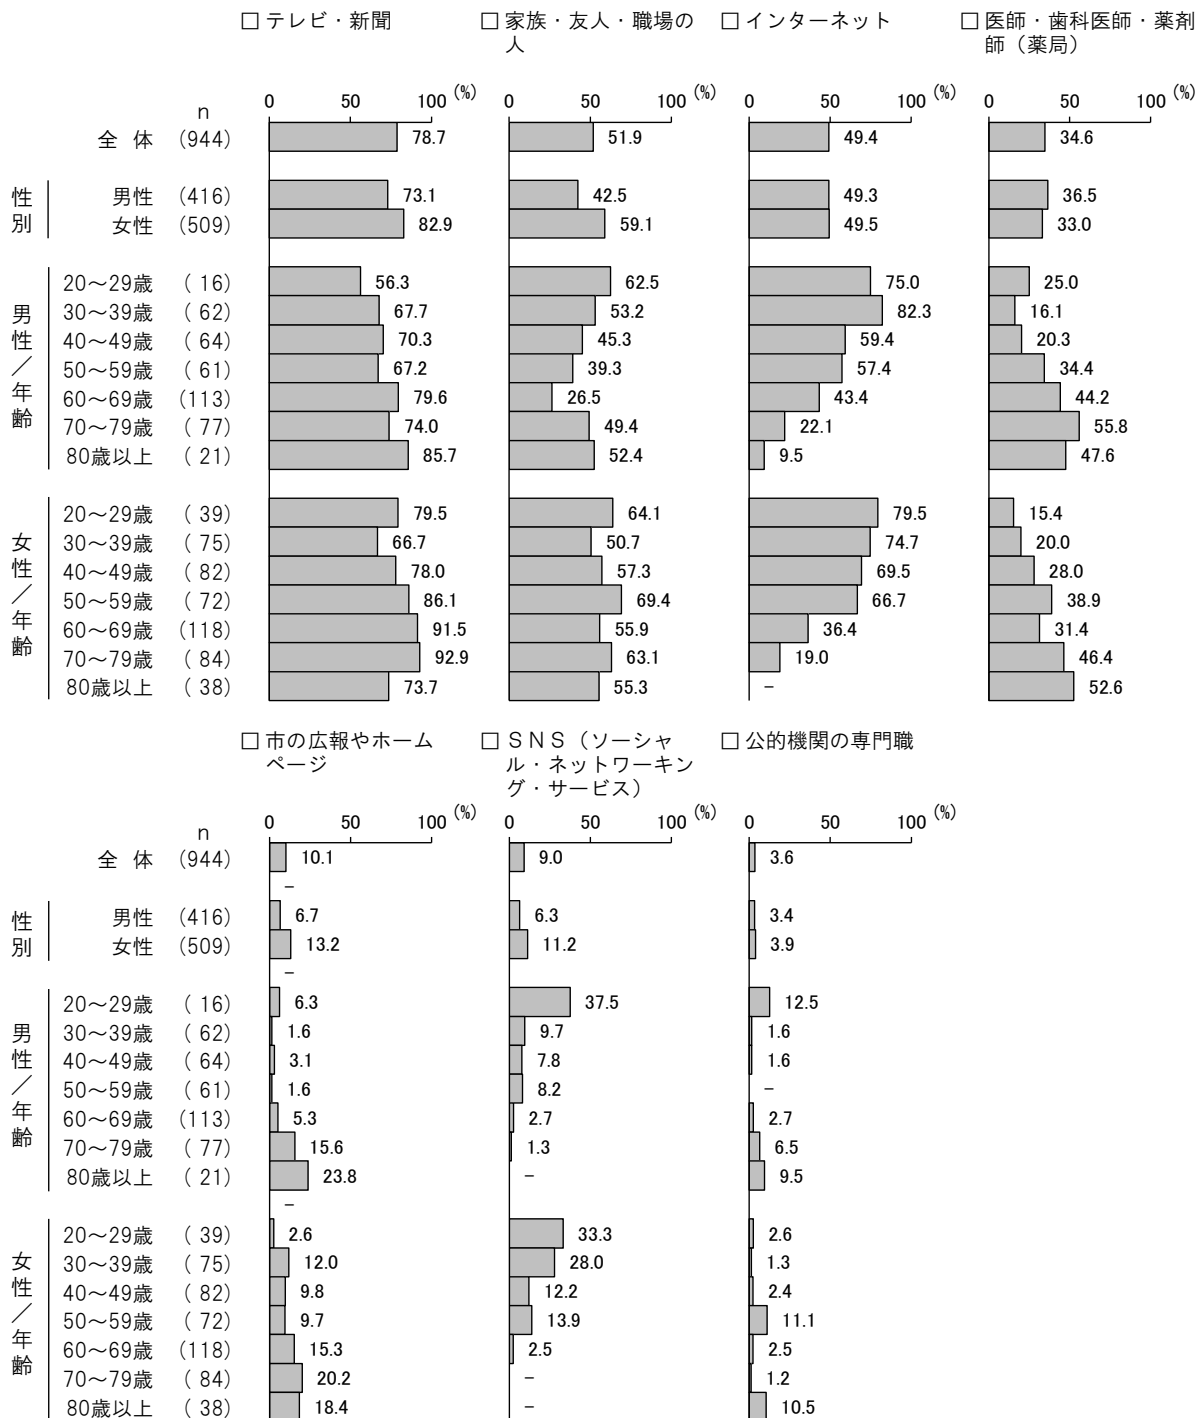 □ テレビ・新聞
□ 家族・友人・職場の
人
□ インターネット
□ 医師・歯科医師・薬剤
師（薬局）
n 0 50 100 (%) 0 50 100 (%) 0 50 100 (%) 0 50 100 (%)
全 体 (944) 78.7 51.9 49.4 34.6
性別
男性 (416) 73.1 42.5 49.3 36.5
女性 (509) 82.9 59.1 49.5 33.0
男性／年齢
20～29歳 ( 16) 56.3 62.5 75.0 25.0
30～39歳 ( 62) 67.7 53.2 82.3 16.1
40～49歳 ( 64) 70.3 45.3 59.4 20.3
50～59歳 ( 61) 67.2 39.3 57.4 34.4
60～69歳 (113) 79.6 26.5 43.4 44.2
70～79歳 ( 77) 74.0 49.4 22.1 55.8
80歳以上 ( 21) 85.7 52.4 9.5 47.6
女性／年齢
20～29歳 ( 39) 79.5 64.1 79.5 15.4
30～39歳 ( 75) 66.7 50.7 74.7 20.0
40～49歳 ( 82) 78.0 57.3 69.5 28.0
50～59歳 ( 72) 86.1 69.4 66.7 38.9
60～69歳 (118) 91.5 55.9 36.4 31.4
70～79歳 ( 84) 92.9 63.1 19.0 46.4
80歳以上 ( 38) 73.7 55.3 － 52.6
□ 市の広報やホーム
ページ
□ ＳＮＳ（ソーシャ
ル・ネットワーキン
グ・サービス）
□ 公的機関の専門職
n 0 50 100 (%) 0 50 100 (%) 0 50 100 (%)
全 体 (944) 10.1 9.0 3.6
－
性別
男性 (416) 6.7 6.3 3.4
女性 (509) 13.2 11.2 3.9
－
男性／年齢
20～29歳 ( 16) 6.3 37.5 12.5
30～39歳 ( 62) 1.6 9.7 1.6
40～49歳 ( 64) 3.1 7.8 1.6
50～59歳 ( 61) 1.6 8.2 －
60～69歳 (113) 5.3 2.7 2.7
70～79歳 ( 77) 15.6 1.3 6.5
80歳以上 ( 21) 23.8 － 9.5
－
女性／年齢
20～29歳 ( 39) 2.6 33.3 2.6
30～39歳 ( 75) 12.0 28.0 1.3
40～49歳 ( 82) 9.8 12.2 2.4
50～59歳 ( 72) 9.7 13.9 11.1
60～69歳 (118) 15.3 2.5 2.5
70～79歳 ( 84) 20.2 － 1.2
80歳以上 ( 38) 18.4 － 10.5